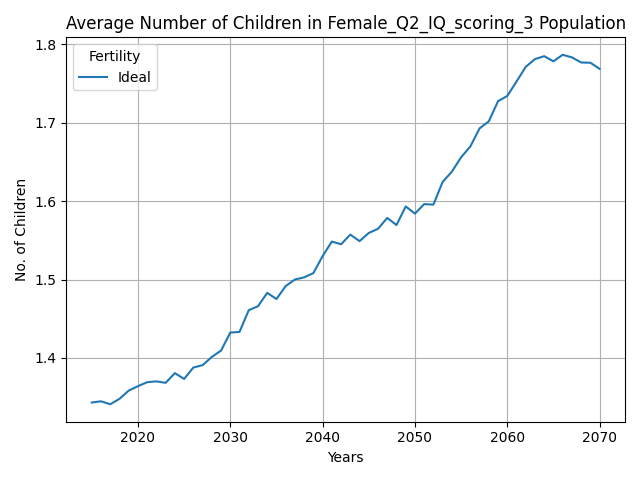 Average Number of Children in Female_Q2_IQ_scoring_3 Population
Fertility
Ideal
No. of Children
1.8
1.7
1.6
1.5
1.4
2020 2030 2040 2050 2060 2070
Years